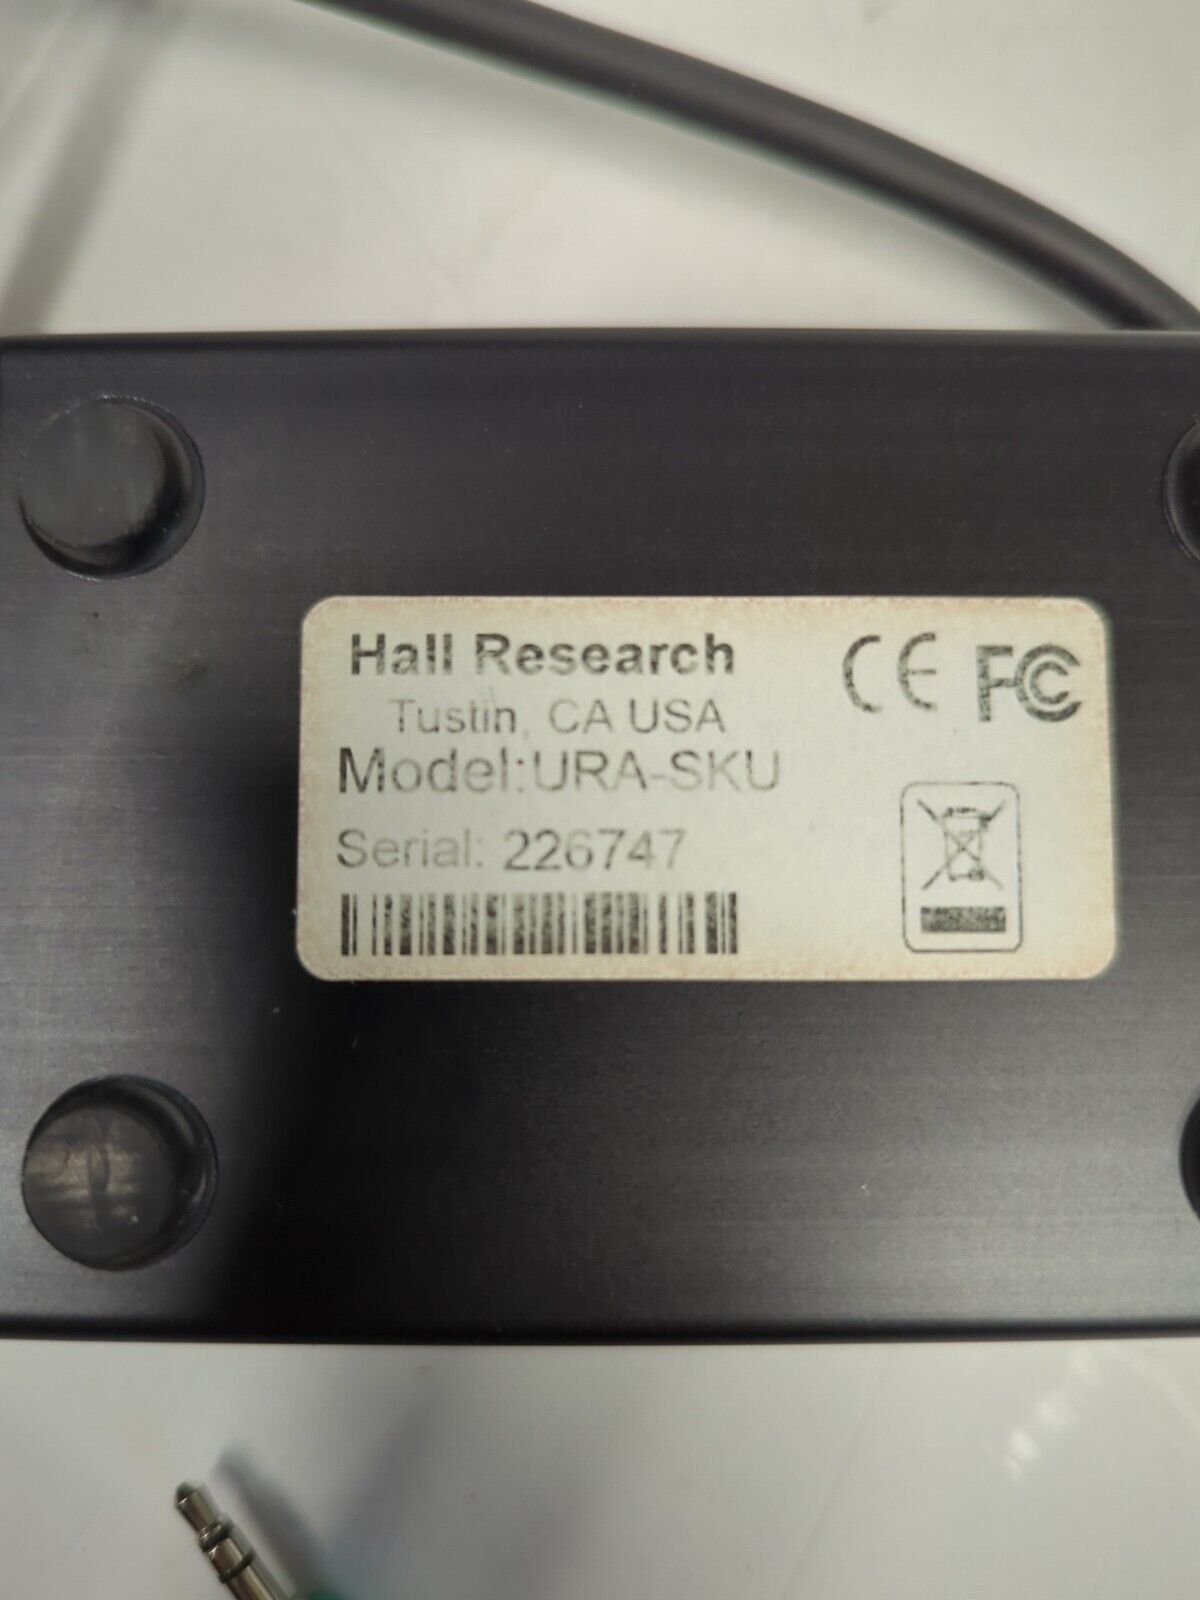 Hall Research
Tustin, CA USA
Model:URA-SKU
Serial: 226747
CE FC